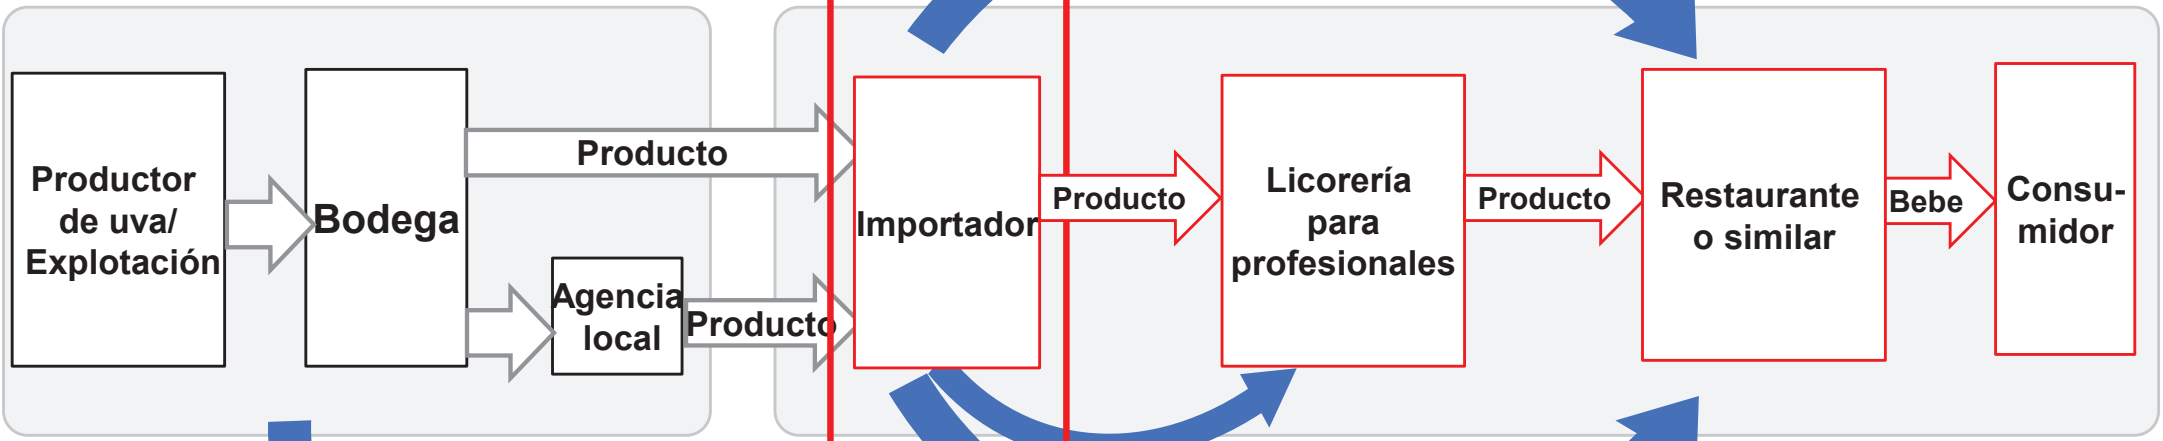 Productor
de uva/
Explotación
Bodega
Agencia
local
Producto
Producto
Importador
Producto
Licorería
para
profesionales
Producto
Restaurante
o similar
Bebe
Consu-
midor